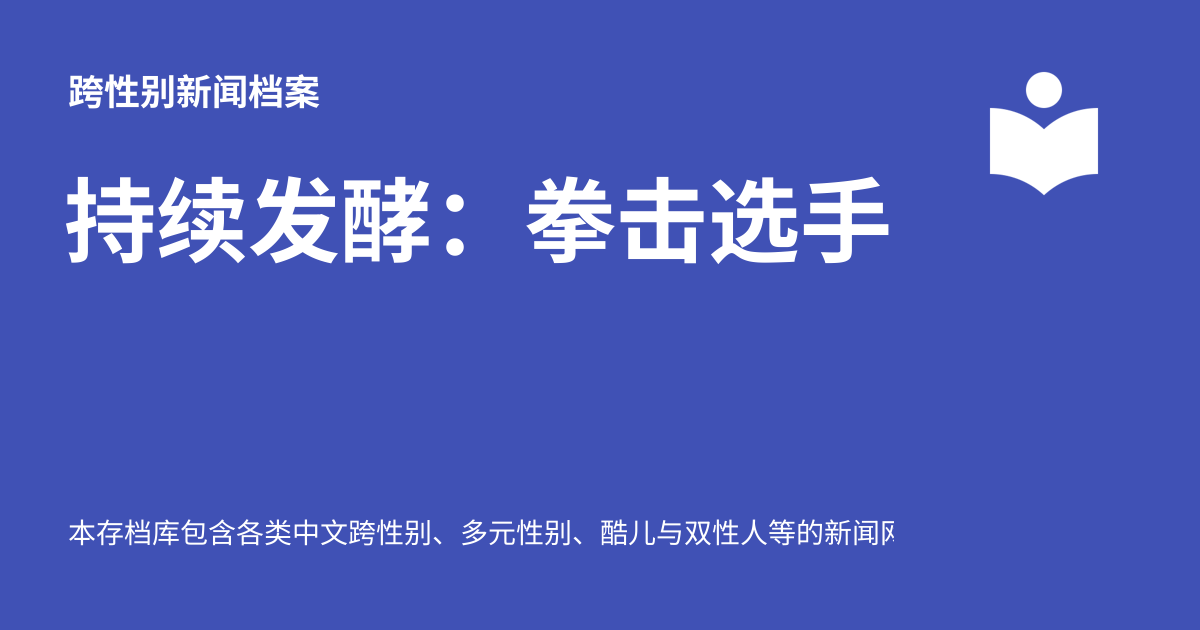 跨性别新闻档案
持续发酵：拳击选手
本存档库包含各类中文跨性别、多元性别、酷儿与双性人等的新闻